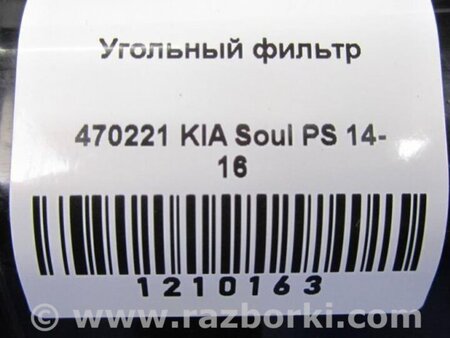 Угольный фильтр
470221 KIA Soul PS 14-
16
1210163
© www.razborki.com